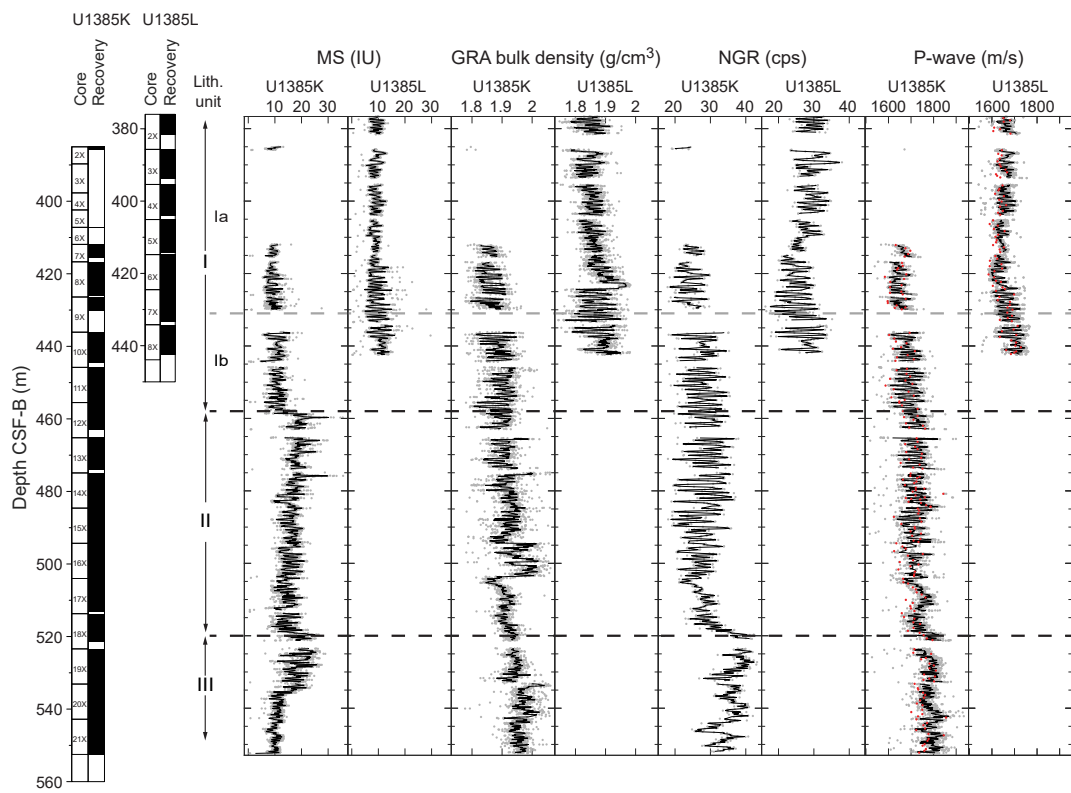 U1385K U1385L
Core
Recovery
Core
Recovery
Lith.
unit
MS (IU)
GRA bulk density (g/cm³)
NGR (cps)
P-wave (m/s)
U1385K
U1385L
U1385K
U1385L
U1385K
U1385L
U1385K
U1385L
10 20 30
10 20 30
1.8 1.9 2
1.8 1.9 2
20 30 40
20 30 40
1600 1800
1600 1800
Depth CSF-B (m)
400
420
440
460
480
500
520
540
560
2X
3X
4X
5X
6X
7X
8X
9X
10X
11X
12X
13X
14X
15X
16X
17X
18X
19X
20X
21X
380
400
420
440
2X
3X
4X
5X
6X
7X
8X
Ia
I
Ib
II
III